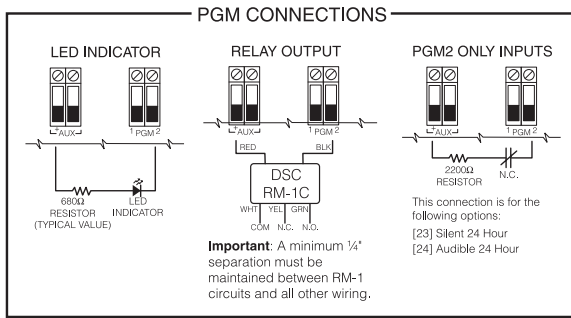 PGM CONNECTIONS
LED INDICATOR
+AUX- 1 PGM 2
680Ω
RESISTOR
(TYPICAL VALUE)
LED
INDICATOR
RELAY OUTPUT
+AUX- 1 PGM 2
RED BLK
DSC
RM-1C
WHT YEL GRN
COM N.C. N.O.
Important: A minimum ¼"
separation must be
maintained between RM-1
circuits and all other wiring.
PGM2 ONLY INPUTS
+AUX- 1 PGM 2
2200Ω
RESISTOR
N.C.
This connection is for the
following options:
[23] Silent 24 Hour
[24] Audible 24 Hour